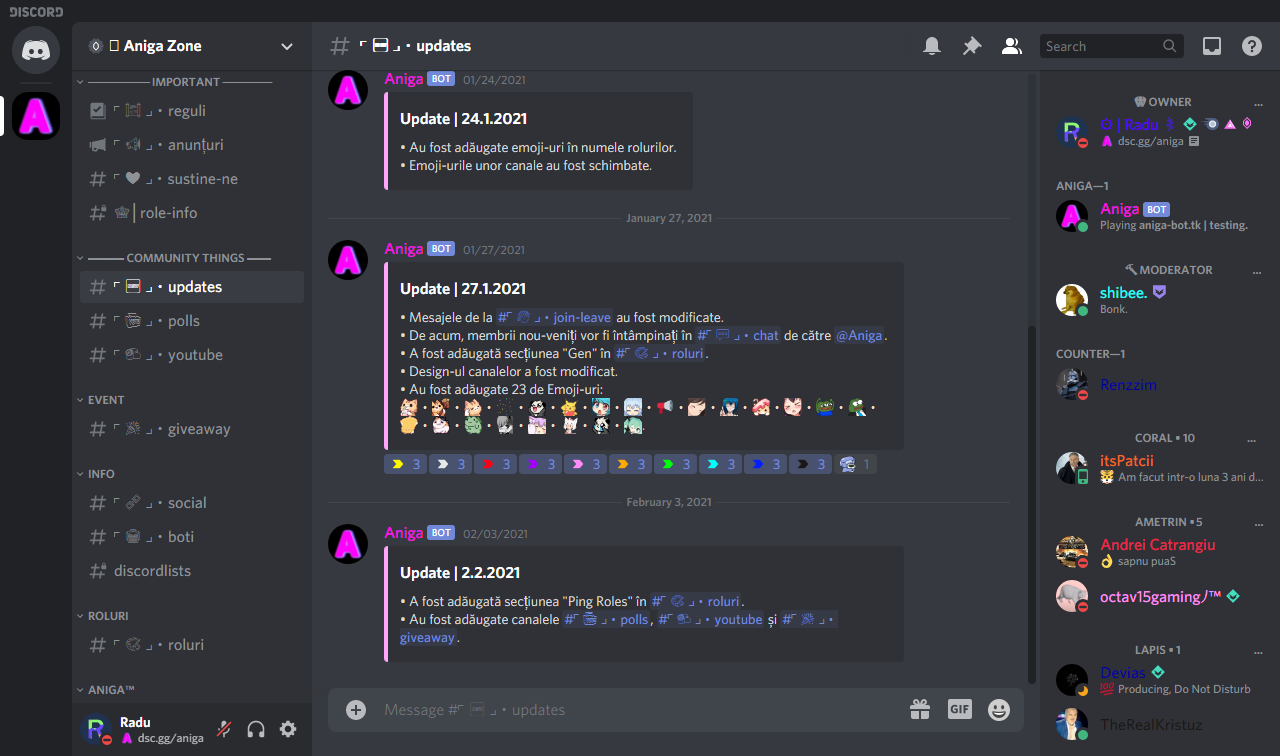 DISCORD
Aniga Zone
IMPORTANT
「 」• reguli
「 」• anunțuri
「 」• sustine-ne
role-info
COMMUNITY THINGS
「 」• updates
「 」• polls
「 」• youtube
EVENT
「 」• giveaway
INFO
「 」• social
「 」• boti
discordlists
ROLURI
「 」• roluri
ANIGA™
Radu
dsc.gg/aniga
# 「 」• updates
Search
Aniga BOT 01/24/2021
Update | 24.1.2021
• Au fost adăugate emoji-uri în numele rolurilor.
• Emoji-urile unor canale au fost schimbate.
January 27, 2021
Aniga BOT 01/27/2021
Update | 27.1.2021
• Mesajele de la #「 」• join-leave au fost modificate.
• De acum, membrii nou-veniți vor fi întâmpinați în #「 」• chat de către @Aniga.
• A fost adăugată secțiunea "Gen" în #「 」• roluri.
• Design-ul canalelor a fost modificat.
• Au fost adăugate 23 de Emoji-uri:
3 3 3 3 3 3 3 3 3 3 1
February 3, 2021
Aniga BOT 02/03/2021
Update | 2.2.2021
• A fost adăugată secțiunea "Ping Roles" în #「 」• roluri.
• Au fost adăugate canalele #「 」• polls, #「 」• youtube și #「 」•
giveaway.
Message #「 」• updates
GIF
OWNER ...
| Radu
dsc.gg/aniga
ANIGA—1
Aniga BOT
Playing aniga-bot.tk | testing.
MODERATOR ...
shibee.
Bonk.
COUNTER—1
Renzzim
CORAL • 10 ...
itsPatcii
Am facut intr-o luna 3 ani d...
AMETRIN • 5 ...
Andrei Catrangiu
sapnu puaS
octav15gamingノ™
LAPIS • 1 ...
Devias
Producing, Do Not Disturb
TheRealKristuz